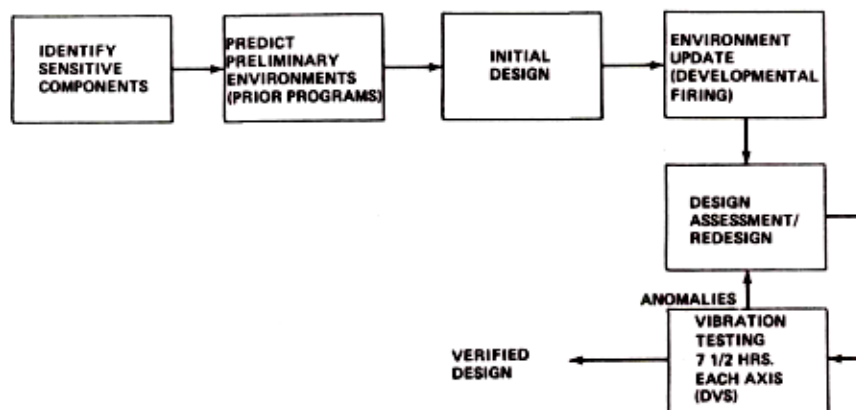 IDENTIFY
SENSITIVE
COMPONENTS
PREDICT
PRELIMINARY
ENVIRONMENTS
(PRIOR PROGRAMS)
INITIAL
DESIGN
ENVIRONMENT
UPDATE
(DEVELOPMENTAL
FIRING)
DESIGN
ASSESSMENT/
REDESIGN
ANOMALIES
VIBRATION
TESTING
7 1/2 HRS.
EACH AXIS
(DVS)
VERIFIED
DESIGN